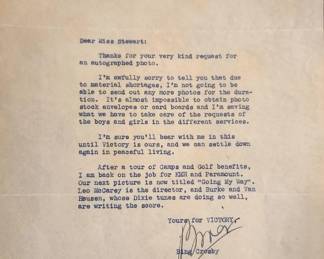 Dear Miss Stewart:
Thanks for your very kind request for
an autographed photo.
I'm awfully sorry to tell you that due
to material shortages, I'm not going to be
able to send out any more photos for the dura-
tion. It's almost impossible to obtain photo
stock envelopes or card boards and I'm saving
what we have to take care of the requests of
the boys and girls in the different services.
I'm sure you'll bear with me in this
until Victory is ours, and we can settle down
again in peaceful living.
After a tour of Camps and Golf benefits,
I am back on the job for KMH and Paramount.
Our next picture is now titled "Going My Way".
Leo McCarey is the director, and Burke and Van
Heusen, whose Dixie tunes are doing so well,
are writing the score.
Yours for VICTORY,
Bing
Bing Crosby